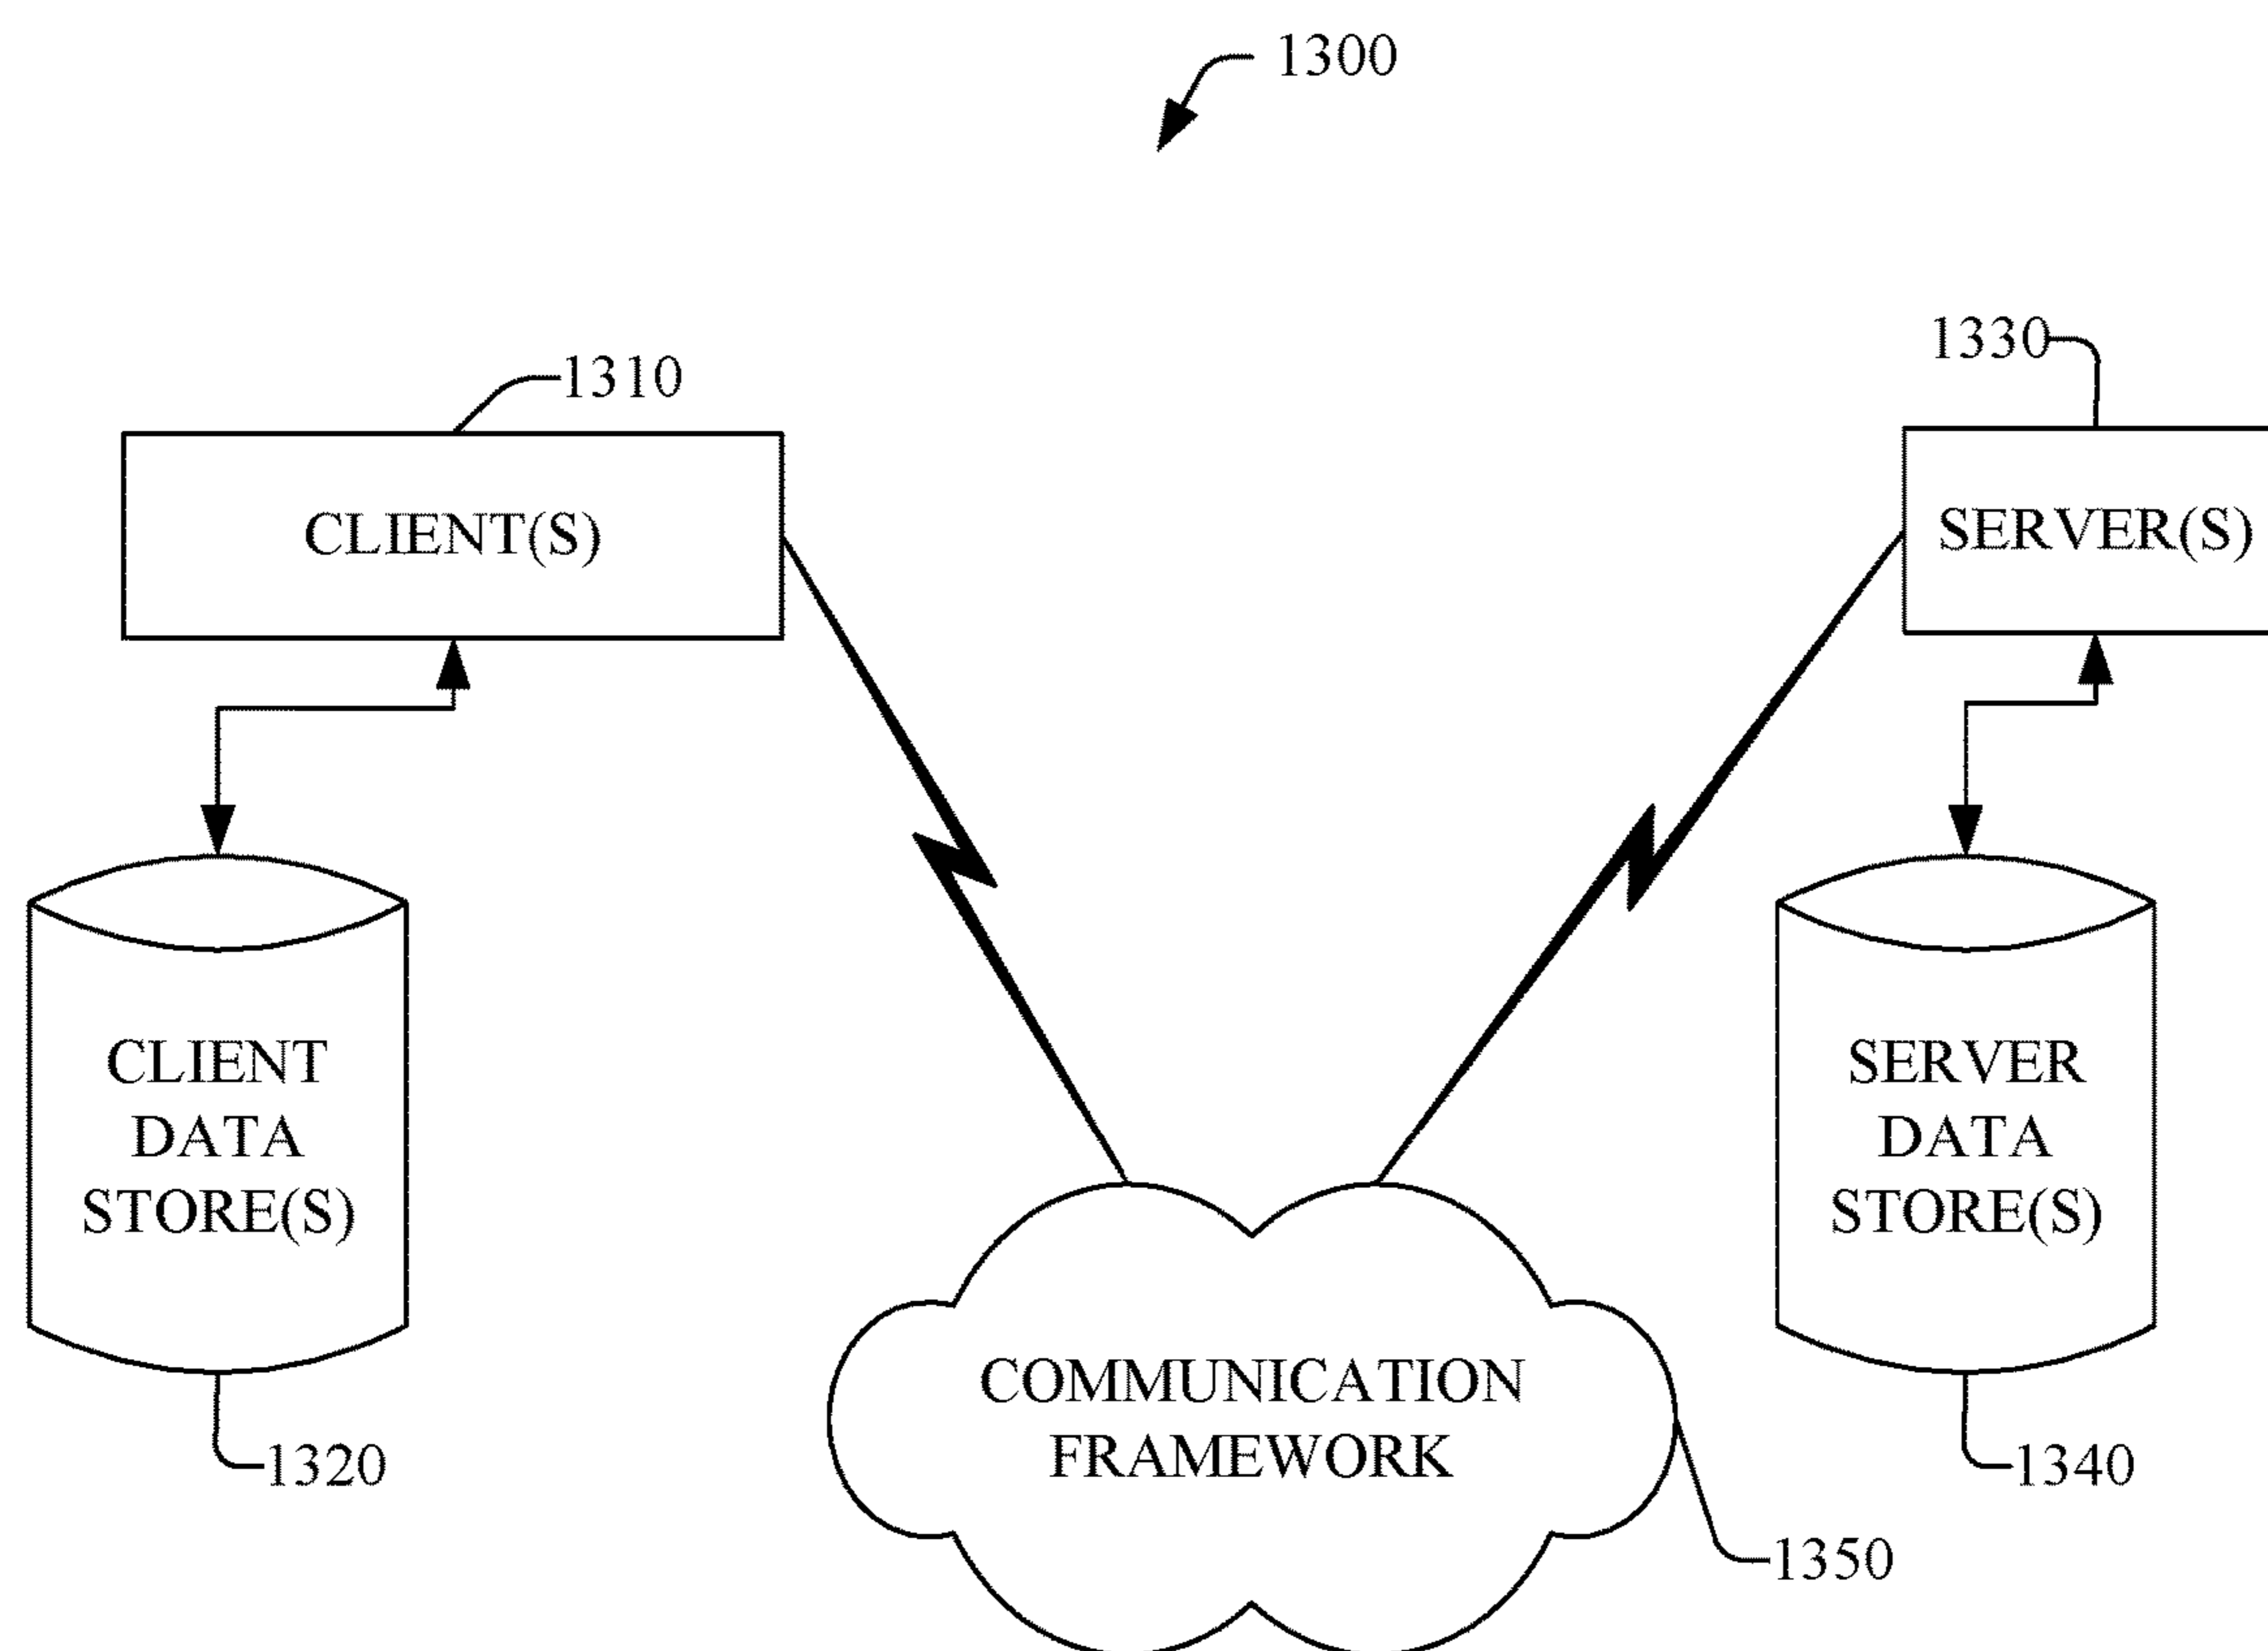 1300
1310
1330
CLIENT(S)
SERVER(S)
CLIENT
DATA
STORE(S)
SERVER
DATA
STORE(S)
COMMUNICATION
FRAMEWORK
1320
1340
1350